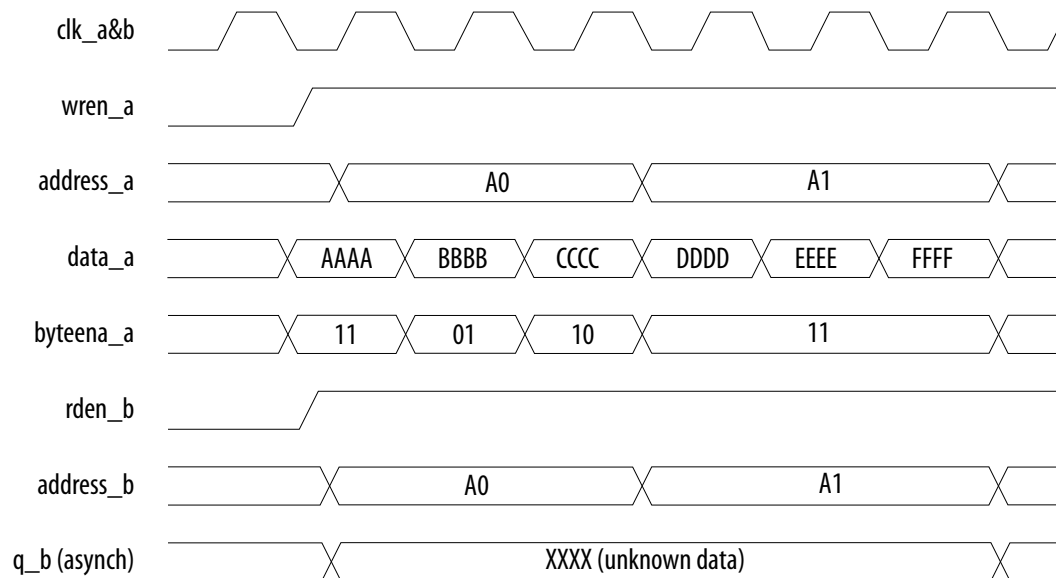 clk_a&b
wren_a
address_a A0 A1
data_a AAAA BBBB CCCC DDDD EEEE FFFF
byteena_a 11 01 10 11
rden_b
address_b A0 A1
q_b (asynch) XXXX (unknown data)